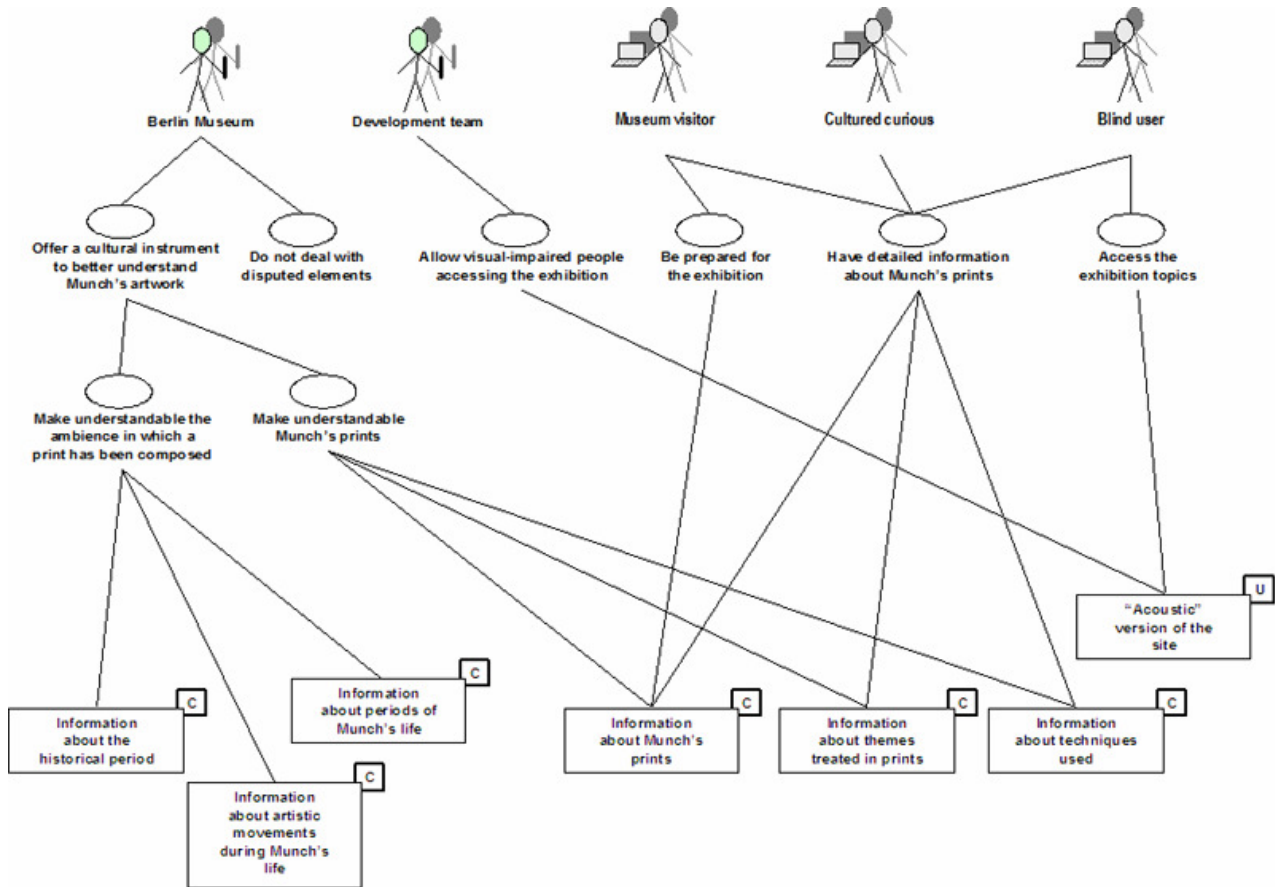 Berlin Museum
Development team
Museum visitor
Cultured curious
Blind user
Offer a cultural instrument
to better understand
Munch's artwork
Do not deal with
disputed elements
Allow visual-impaired people
accessing the exhibition
Be prepared for
the exhibition
Have detailed information
about Munch's prints
Access the
exhibition topics
Make understandable the
ambience in which a
print has been composed
Make understandable
Munch's prints
U
"Acoustic"
version of the
site
C
Information
about periods of
Munch's life
C
Information
about the
historical period
C
Information
about Munch's
prints
C
Information
about themes
treated in prints
C
Information
about techniques
used
C
Information
about artistic
movements
during Munch's
life